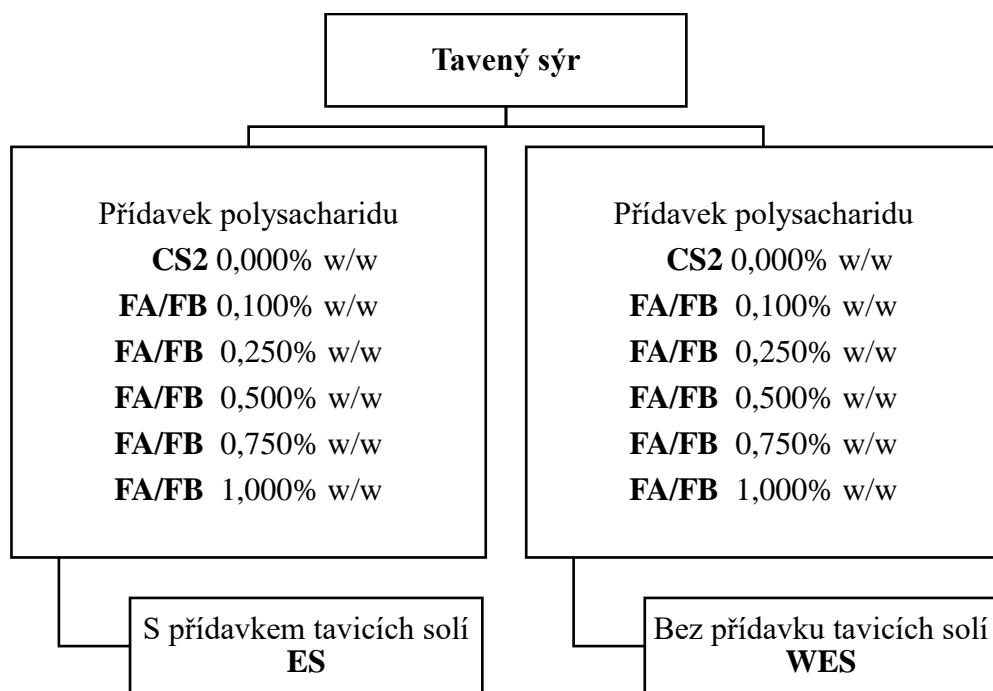 Tavený sýr
Přídavek polysacharidu
CS2 0,000% w/w
FA/FB 0,100% w/w
FA/FB 0,250% w/w
FA/FB 0,500% w/w
FA/FB 0,750% w/w
FA/FB 1,000% w/w
S přídavkem tavicích solí
ES
Přídavek polysacharidu
CS2 0,000% w/w
FA/FB 0,100% w/w
FA/FB 0,250% w/w
FA/FB 0,500% w/w
FA/FB 0,750% w/w
FA/FB 1,000% w/w
Bez přídavku tavicích solí
WES